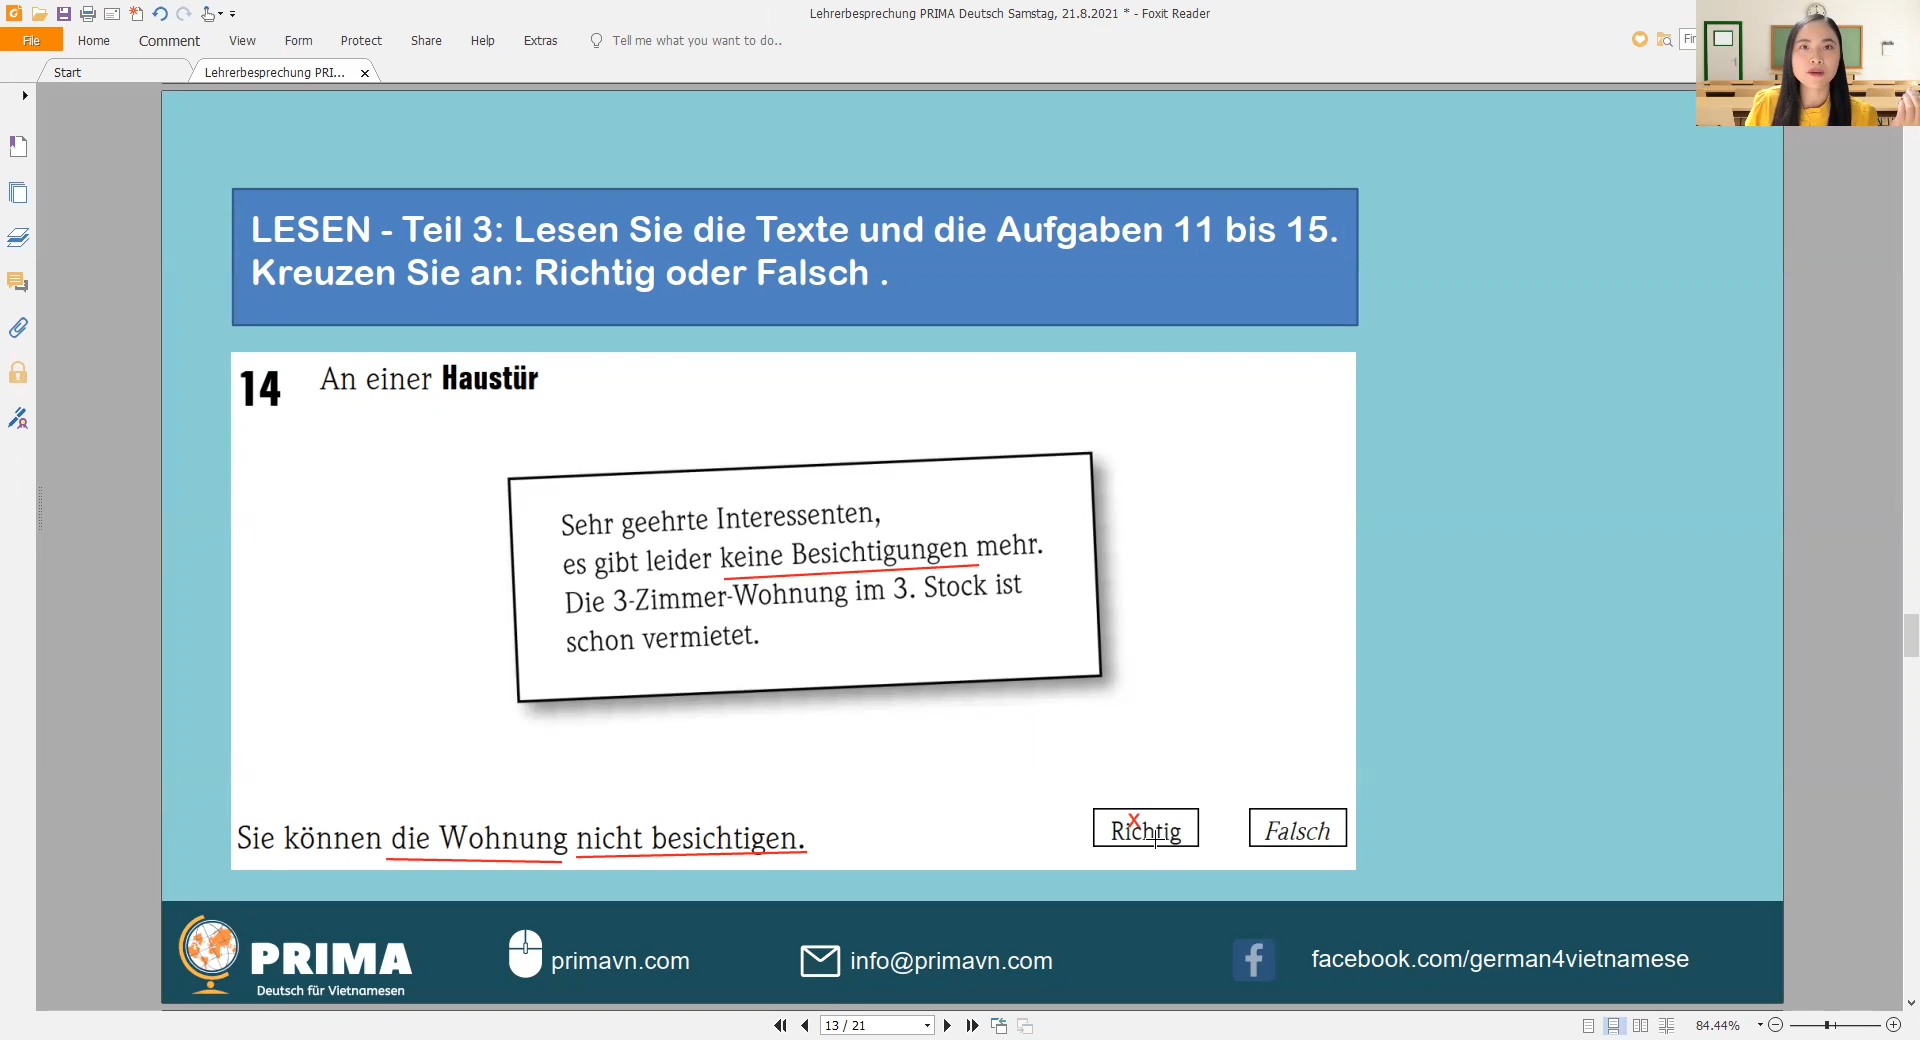 Lehrerbesprechung PRIMA Deutsch Samstag, 21.8.2021 * - Foxit Reader
File Home Comment View Form Protect Share Help Extras Tell me what you want to do..
Start Lehrerbesprechung PRI...
LESEN - Teil 3: Lesen Sie die Texte und die Aufgaben 11 bis 15.
Kreuzen Sie an: Richtig oder Falsch .
14 An einer Haustür
Sehr geehrte Interessenten,
es gibt leider keine Besichtigungen mehr.
Die 3-Zimmer-Wohnung im 3. Stock ist
schon vermietet.
Sie können die Wohnung nicht besichtigen. Richtig Falsch
x
PRIMA
Deutsch für Vietnamesen
primavn.com
info@primavn.com
facebook.com/german4vietnamese
13 / 21
84.44%